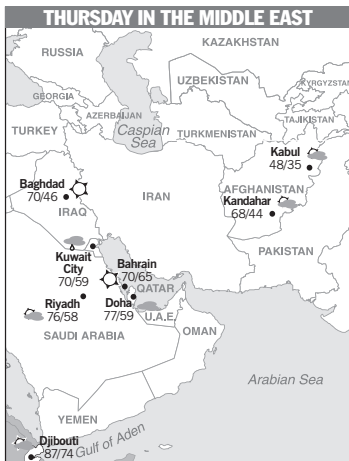 THURSDAY IN THE MIDDLE EAST
KAZAKHSTAN
RUSSIA
UZBEKISTAN
KYRGYZSTAN
GEORGIA
AZERBAIJAN
TAJIKISTAN
TURKEY
Caspian
Sea
TURKMENISTAN
Kabul
48/35
Baghdad
70/46
IRAQ
IRAN
AFGHANISTAN
Kandahar
68/44
PAKISTAN
Kuwait
City
70/59
Bahrain
70/65
QATAR
Riyadh
76/58
Doha
77/59
U.A.E.
SAUDI ARABIA
OMAN
Arabian Sea
YEMEN
Djibouti
87/74
Gulf of Aden